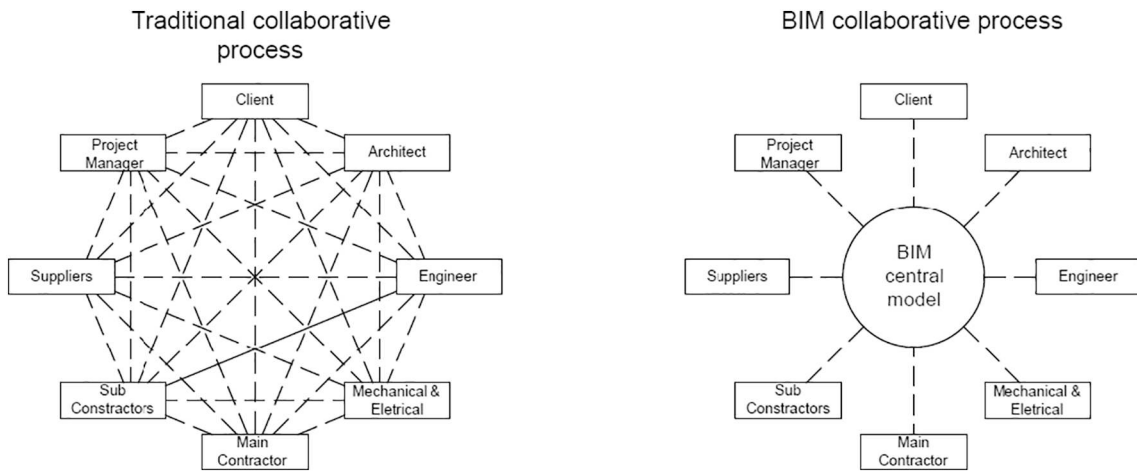 Traditional collaborative
process
Client
Project
Manager
Architect
Suppliers
Engineer
Sub
Constractors
Mechanical &
Eletrical
Main
Contractor
BIM collaborative process
Client
Project
Manager
Architect
BIM
central
model
Suppliers
Engineer
Sub
Constractors
Mechanical &
Eletrical
Main
Contractor